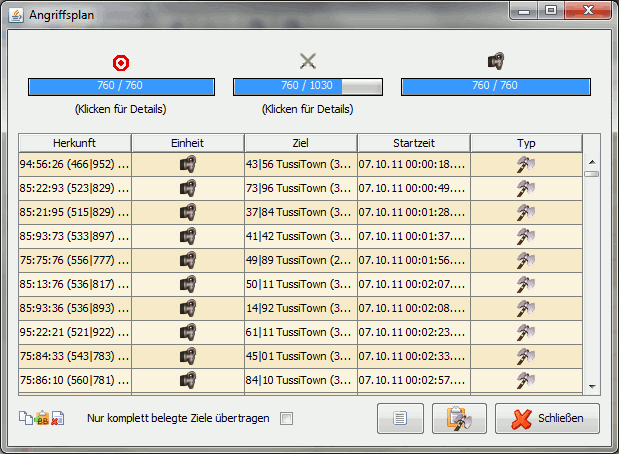 Angriffsplan
760 / 760 760 / 1030 760 / 760
(Klicken für Details) (Klicken für Details)
Herkunft Einheit Ziel Startzeit Typ
94:56:26 (466|952) ... 43|56 TussiTown (3... 07.10.11 00:00:18....
85:22:93 (523|829) ... 73|96 TussiTown (3... 07.10.11 00:00:49....
85:21:95 (515|829) ... 37|84 TussiTown (3... 07.10.11 00:01:28....
85:93:73 (533|897) ... 41|42 TussiTown (3... 07.10.11 00:01:37....
75:75:76 (556|777) ... 49|89 TussiTown (2... 07.10.11 00:01:56....
85:13:76 (536|817) ... 50|11 TussiTown (3... 07.10.11 00:02:07....
85:93:36 (536|893) ... 14|92 TussiTown (3... 07.10.11 00:02:08....
95:22:21 (521|922) ... 61|11 TussiTown (3... 07.10.11 00:02:23....
75:84:33 (543|783) ... 45|01 TussiTown (3... 07.10.11 00:02:33....
75:86:10 (560|781) ... 84|10 TussiTown (3... 07.10.11 00:02:57....
BB Nur komplett belegte Ziele übertragen Schließen